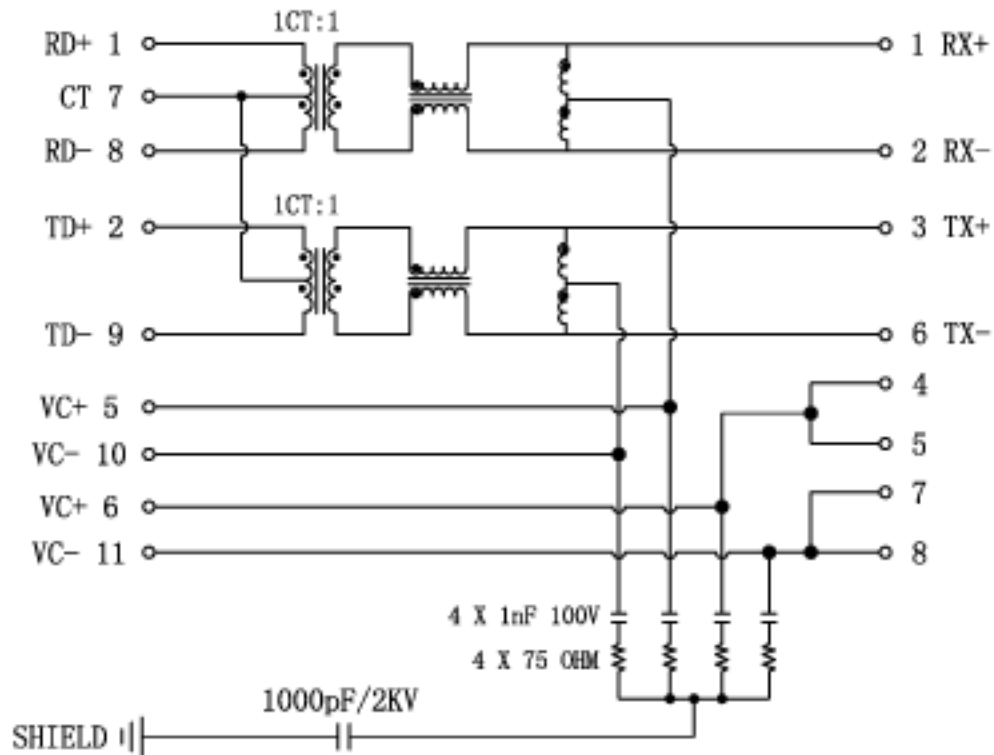 1CT:1
RD+ 1
1 RX+
CT 7
RD- 8
2 RX-
1CT:1
TD+ 2
3 TX+
TD- 9
6 TX-
4
VC+ 5
5
VC- 10
7
VC+ 6
VC- 11
8
4 X 1nF 100V
4 X 75 OHM
1000pF/2KV
SHIELD